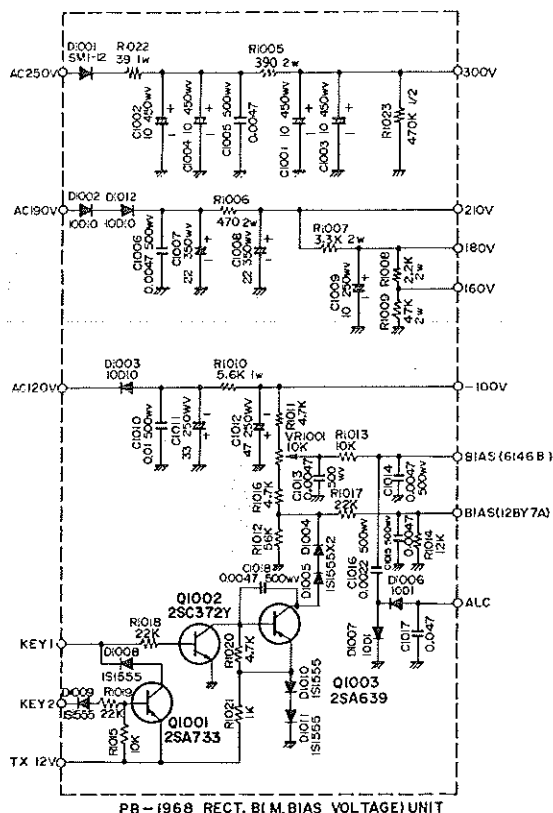 D1001
SM1-12
R1022
39 1W
R1005
390 2W
AC250V
300V
C1002
10 450WV
C1004
10 450WV
C1005 500WV
0.0047
C1001
10 450WV
C1003
10 450WV
R1023
470K 1/2
D1002
10D10
D1012
10D10
R1006
470 2W
AC190V
210V
C1006 500WV
0.0047
C1007
22 350WV
C1008
22 350WV
R1007
3.3K 2W
180V
C1009
10 250WV
R1008
2.2K
2W
160V
R1009
47K
2W
D1003
10D10
R1010
5.6K 1W
AC120V
-100V
C1010
0.01 500WV
C1011
33 250WV
C1012
47 250WV
R1011
4.7K
VR1001
10K
R1013
10K
BIAS(6146B)
C1013
0.0047
500
WV
C1014
0.0047
500WV
R1016
4.7K
R1017
22K
BIAS(12BY7A)
R1012
56K
D1004
D1005
1S1555X2
C1016
0.0022 500WV
C1015 500WV
0.0047
R1014
12K
C1018
0.0047 500WV
D1006
10D1
ALC
Q1002
2SC372Y
D1007
10D1
C1017
0.047
R1018
22K
KEY1
D1008
1S1555
R1020
4.7K
D1010
1S1555
Q1003
2SA639
D1009
1S1555
R1019
22K
KEY2
Q1001
2SA733
R1021
1K
D1011
1S1555
R1015
10K
TX 12V
PB-1968 RECT. B(M.BIAS VOLTAGE)UNIT